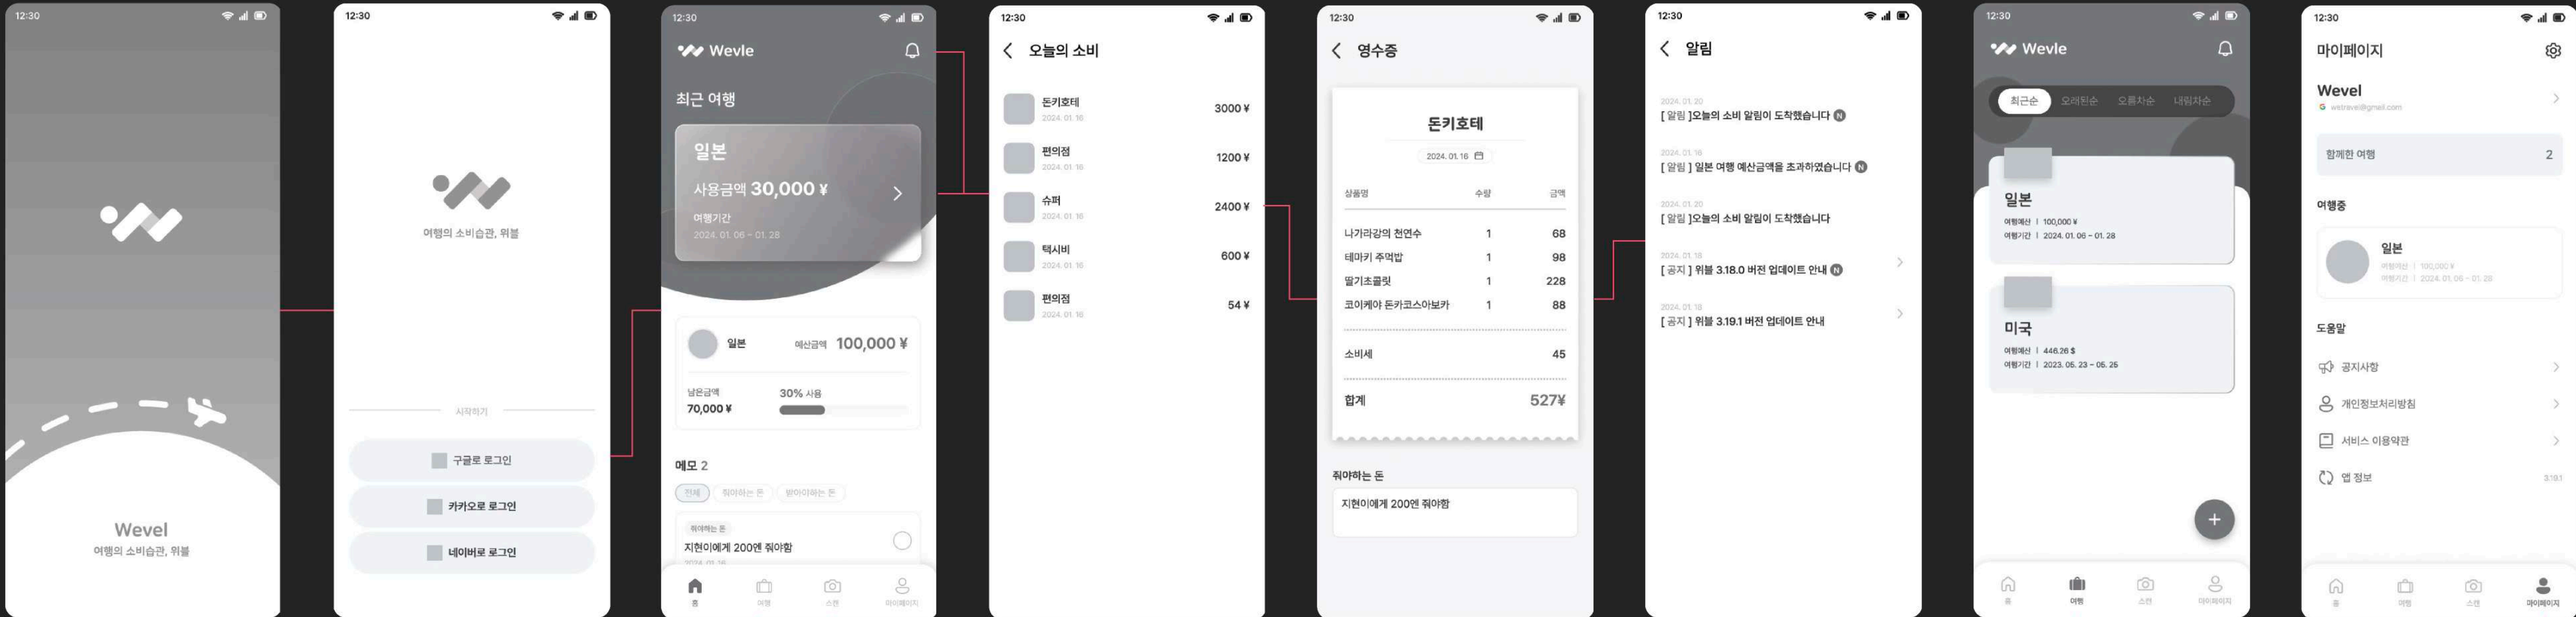 12:30
Wevel
여행의 소비습관, 위블
12:30
여행의 소비습관, 위블
시작하기
구글로 로그인
카카오로 로그인
네이버로 로그인
12:30
Wevle
최근 여행
일본
사용금액 30,000 ¥
여행기간
2024. 01. 06 – 01. 28
일본 예산금액 100,000 ¥
남은금액 30% 사용
70,000 ¥
메모 2
전체 줘야하는 돈 받아야하는 돈
줘야하는 돈
지현이에게 200엔 줘야함
2024. 01. 16
홈 여행 스캔 마이페이지
12:30
오늘의 소비
돈키호테 3000 ¥
2024. 01. 16
편의점 1200 ¥
2024. 01. 16
슈퍼 2400 ¥
2024. 01. 16
택시비 600 ¥
2024. 01. 16
편의점 54 ¥
2024. 01. 16
12:30
영수증
돈키호테
2024. 01. 16
상품명 수량 금액
나가라강의 천연수 1 68
테마키 주먹밥 1 98
딸기초콜릿 1 228
코이케야 돈카코스아보카 1 88
소비세 45
합계 527¥
줘야하는 돈
지현이에게 200엔 줘야함
12:30
알림
2024. 01. 20
[ 알림 ]오늘의 소비 알림이 도착했습니다 N
2024. 01. 16
[ 알림 ] 일본 여행 예산금액을 초과하였습니다 N
2024. 01. 20
[ 알림 ]오늘의 소비 알림이 도착했습니다
2024. 01. 18
[ 공지 ] 위블 3.18.0 버전 업데이트 안내 N
2024. 01. 18
[ 공지 ] 위블 3.19.1 버전 업데이트 안내
12:30
Wevle
최근순 오래된순 오름차순 내림차순
일본
여행예산 | 100,000 ¥
여행기간 | 2024. 01. 06 – 01. 28
미국
여행예산 | 446.26 $
여행기간 | 2023. 05. 23 – 05. 25
홈 여행 스캔 마이페이지
12:30
마이페이지
Wevel
G wetravel@gmail.com
함께한 여행 2
여행중
일본
여행예산 | 100,000 ¥
여행기간 | 2024. 01. 06 – 01. 28
도움말
공지사항
개인정보처리방침
서비스 이용약관
앱 정보 3.19.1
홈 여행 스캔 마이페이지